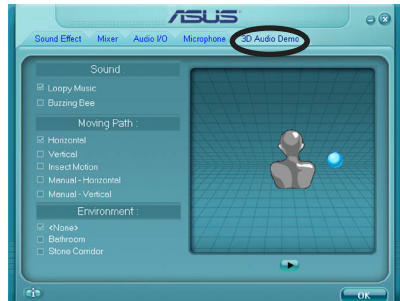 ASUS
Sound Effect Mixer Audio I/O Microphone 3D Audio Demo
Sound :
Loopy Music
Buzzing Bee
Moving Path :
Horizontal
Vertical
Insect Motion
Manual - Horizontal
Manual - Vertical
Environment :
<None>
Bathroom
Stone Corridor
OK